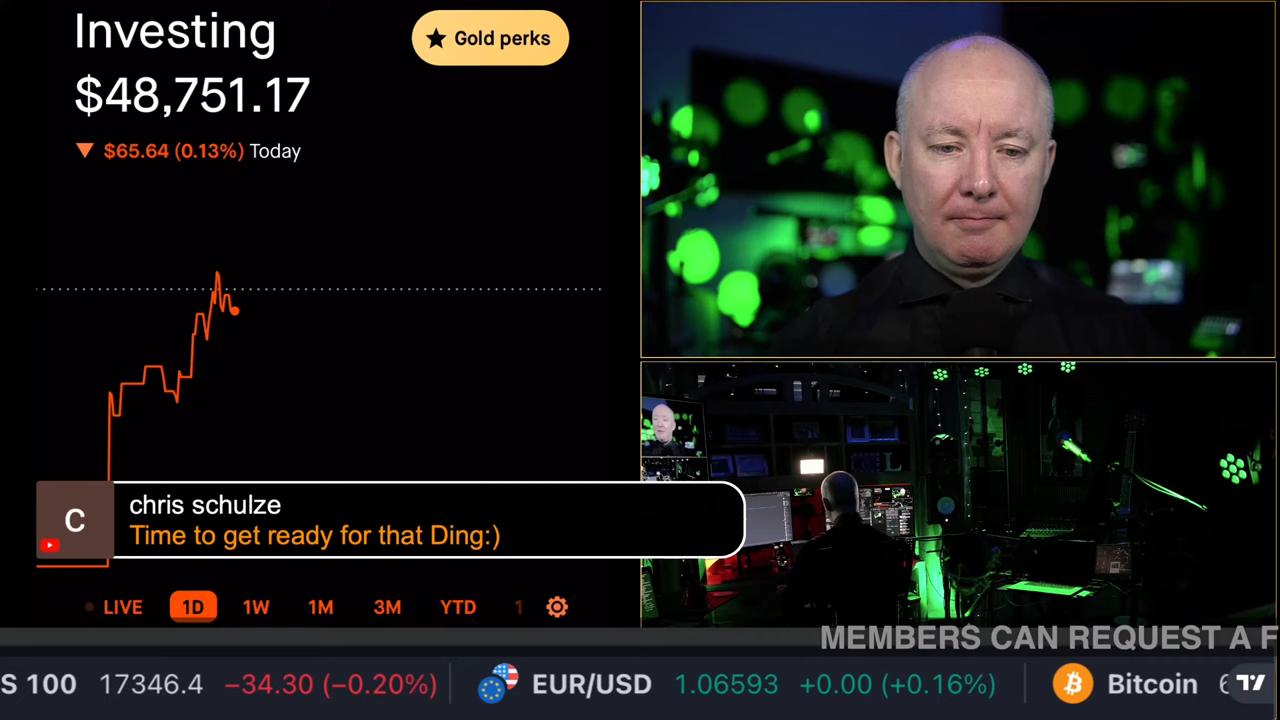 Investing
★ Gold perks
$48,751.17
▼ $65.64 (0.13%) Today
C
chris schulze
Time to get ready for that Ding:)
LIVE 1D 1W 1M 3M YTD 1
MEMBERS CAN REQUEST A F
S 100 17346.4 −34.30 (−0.20%) EUR/USD 1.06593 +0.00 (+0.16%) Bitcoin 6